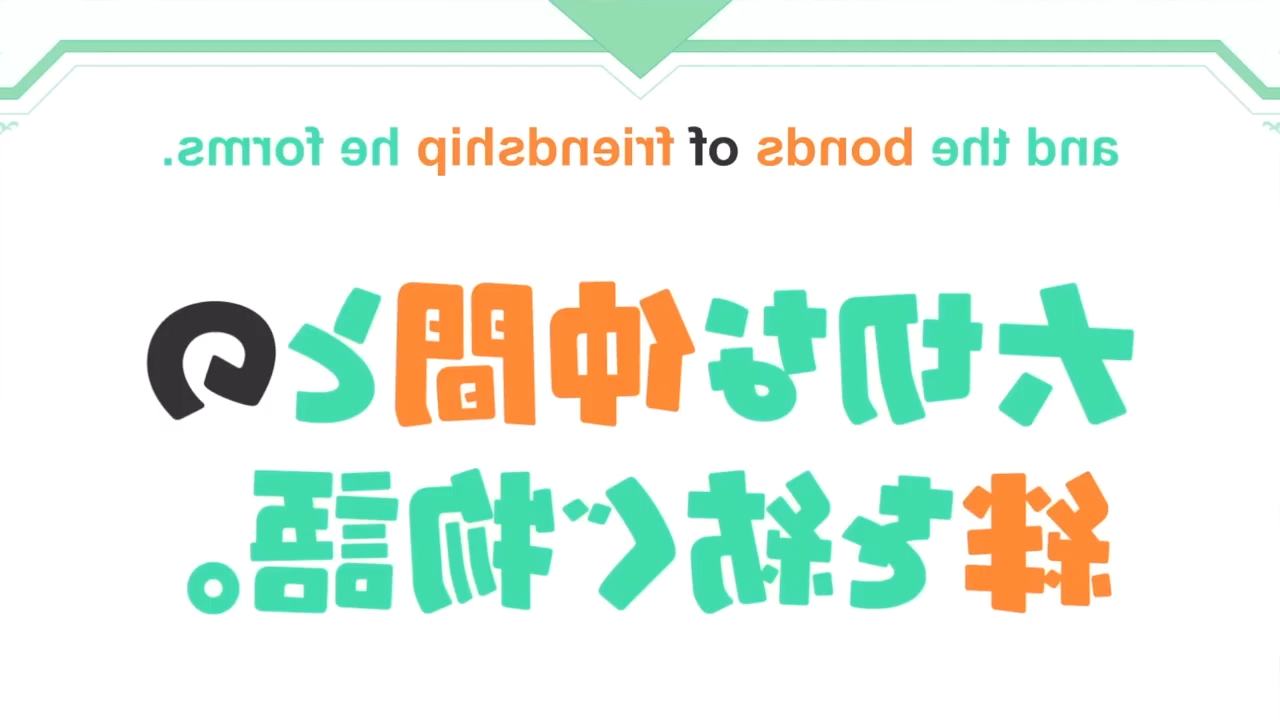 and the bonds of friendship he forms.
大切な仲間との
絆を紡ぐ物語。